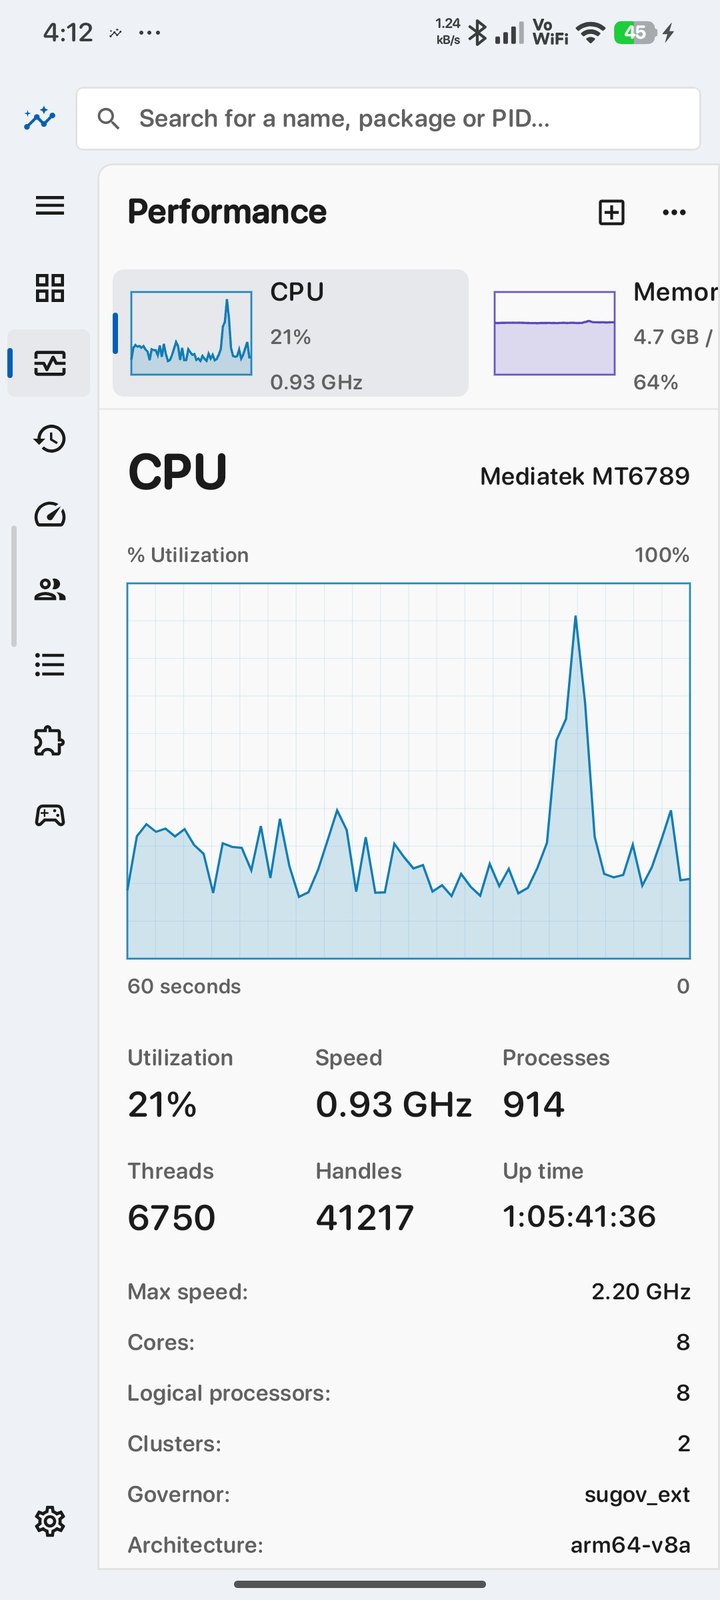 4:12
1.24
kB/s
Vo
WiFi
45
Search for a name, package or PID...
Performance
CPU
21%
0.93 GHz
Memor
4.7 GB /
64%
CPU
Mediatek MT6789
% Utilization
100%
60 seconds
0
Utilization
Speed
Processes
21%
0.93 GHz
914
Threads
Handles
Up time
6750
41217
1:05:41:36
Max speed:
2.20 GHz
Cores:
8
Logical processors:
8
Clusters:
2
Governor:
sugov_ext
Architecture:
arm64-v8a